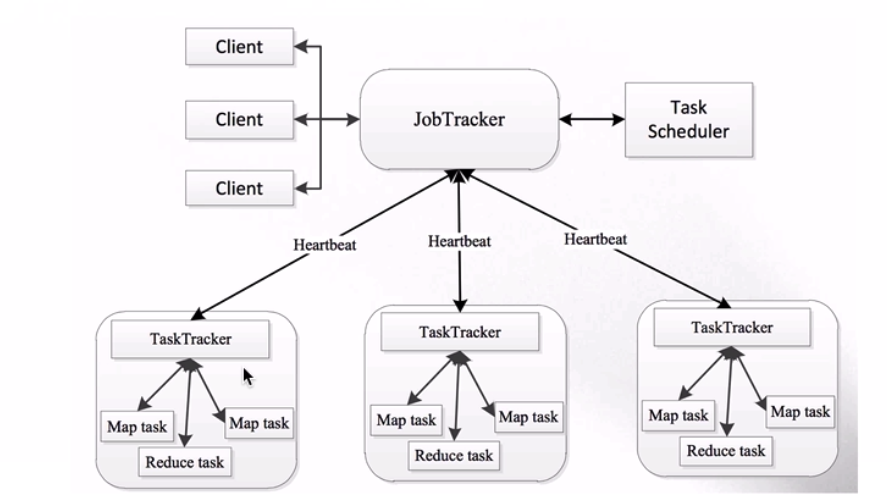 Client
Client
Client
JobTracker
Task
Scheduler
Heartbeat
Heartbeat
Heartbeat
TaskTracker
Map task
Map task
Reduce task
TaskTracker
Map task
Map task
Reduce task
TaskTracker
Map task
Map task
Reduce task